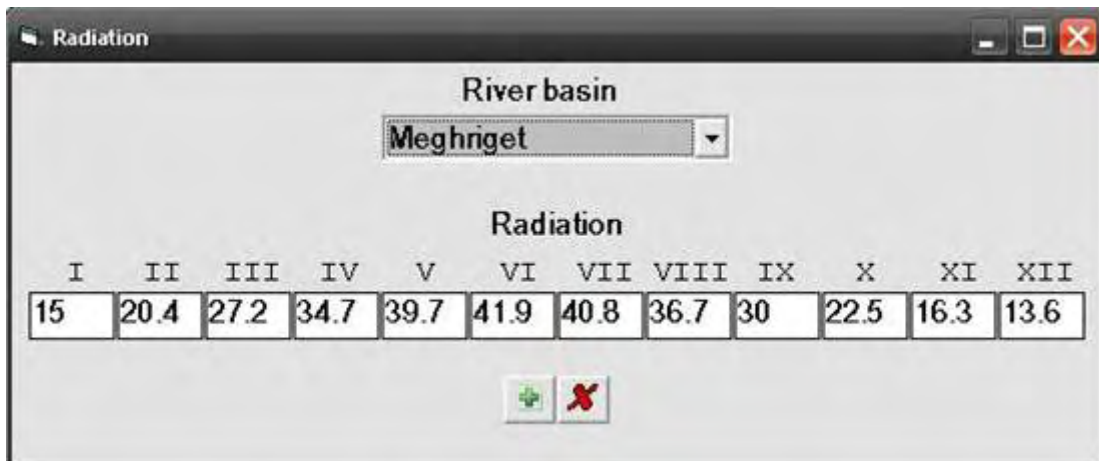 Radiation
River basin
Meghriget
Radiation
I II III IV V VI VII VIII IX X XI XII
15 20.4 27.2 34.7 39.7 41.9 40.8 36.7 30 22.5 16.3 13.6